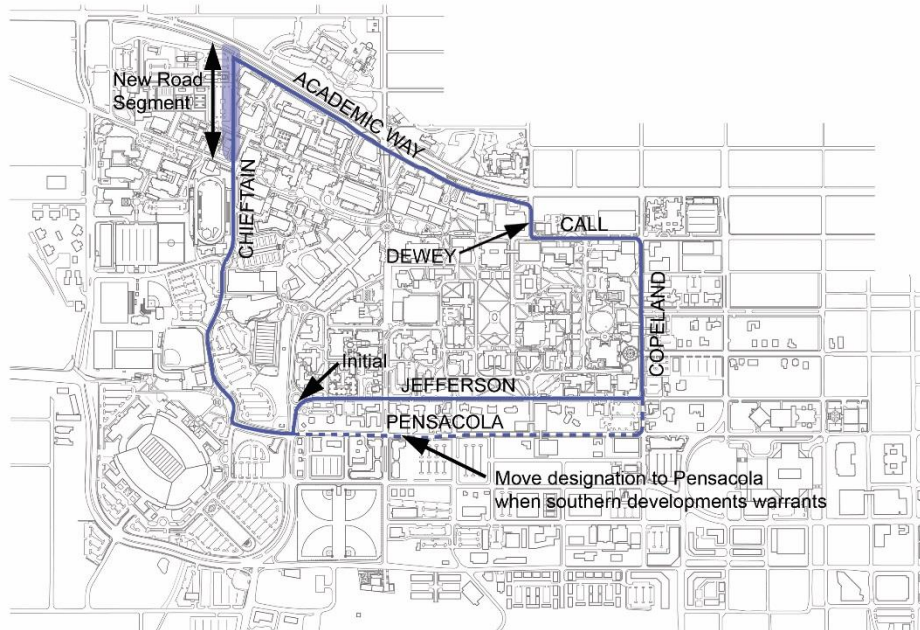 New Road
Segment
ACADEMIC WAY
CHIEFTAIN
CALL
DEWEY
COPELAND
Initial
JEFFERSON
PENSACOLA
Move designation to Pensacola
when southern developments warrants